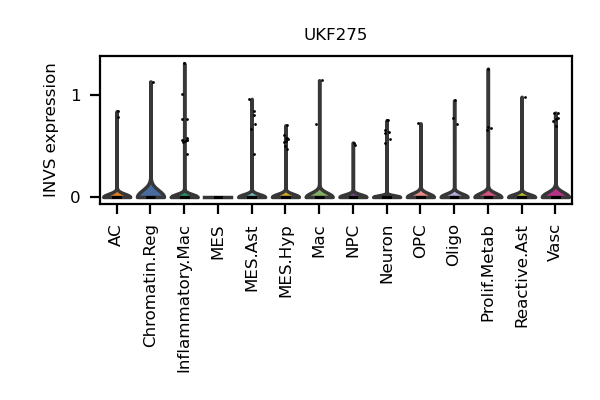 UKF275
INVS expression
1
0
AC
Chromatin.Reg
Inflammatory.Mac
MES
MES.Ast
MES.Hyp
Mac
NPC
Neuron
OPC
Oligo
Prolif.Metab
Reactive.Ast
Vasc